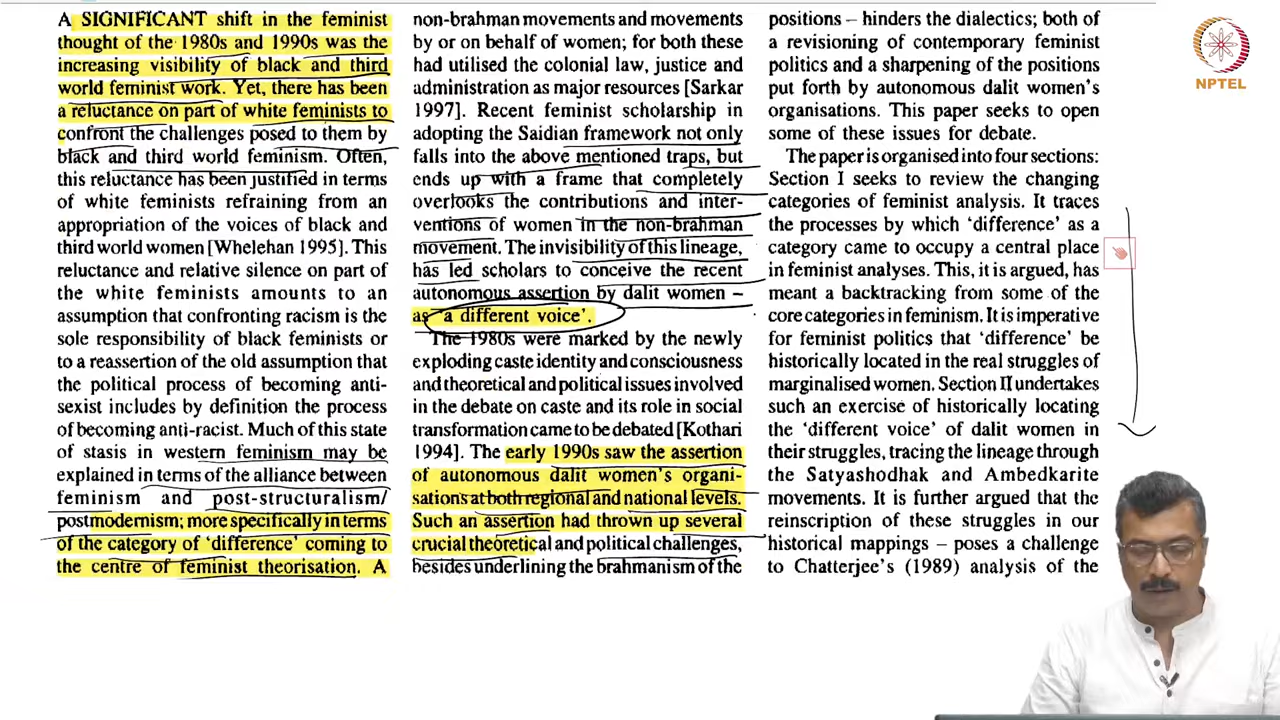 A SIGNIFICANT shift in the feminist
thought of the 1980s and 1990s was the
increasing visibility of black and third
world feminist work. Yet, there has been
a reluctance on part of white feminists to
confront the challenges posed to them by
black and third world feminism. Often,
this reluctance has been justified in terms
of white feminists refraining from an
appropriation of the voices of black and
third world women [Whelehan 1995]. This
reluctance and relative silence on part of
the white feminists amounts to an
assumption that confronting racism is the
sole responsibility of black feminists or
to a reassertion of the old assumption that
the political process of becoming anti-
sexist includes by definition the process
of becoming anti-racist. Much of this state
of stasis in western feminism may be
explained in terms of the alliance between
feminism and post-structuralism/
postmodernism; more specifically in terms
of the category of 'difference' coming to
the centre of feminist theorisation. A
non-brahman movements and movements
by or on behalf of women; for both these
had utilised the colonial law, justice and
administration as major resources [Sarkar
1997]. Recent feminist scholarship in
adopting the Saidian framework not only
falls into the above mentioned traps, but
ends up with a frame that completely
overlooks the contributions and inter-
ventions of women in the non-brahman
movement. The invisibility of this lineage,
has led scholars to conceive the recent
autonomous assertion by dalit women –
as 'a different voice'.
The 1980s were marked by the newly
exploding caste identity and consciousness
and theoretical and political issues involved
in the debate on caste and its role in social
transformation came to be debated [Kothari
1994]. The early 1990s saw the assertion
of autonomous dalit women's organi-
sations at both regional and national levels.
Such an assertion had thrown up several
crucial theoretical and political challenges,
besides underlining the brahmanism of the
positions – hinders the dialectics; both of
a revisioning of contemporary feminist
politics and a sharpening of the positions
put forth by autonomous dalit women's
organisations. This paper seeks to open
some of these issues for debate.
The paper is organised into four sections:
Section I seeks to review the changing
categories of feminist analysis. It traces
the processes by which 'difference' as a
category came to occupy a central place
in feminist analyses. This, it is argued, has
meant a backtracking from some of the
core categories in feminism. It is imperative
for feminist politics that 'difference' be
historically located in the real struggles of
marginalised women. Section II undertakes
such an exercise of historically locating
the 'different voice' of dalit women in
their struggles, tracing the lineage through
the Satyashodhak and Ambedkarite
movements. It is further argued that the
reinscription of these struggles in our
historical mappings – poses a challenge
to Chatterjee's (1989) analysis of the
NPTEL